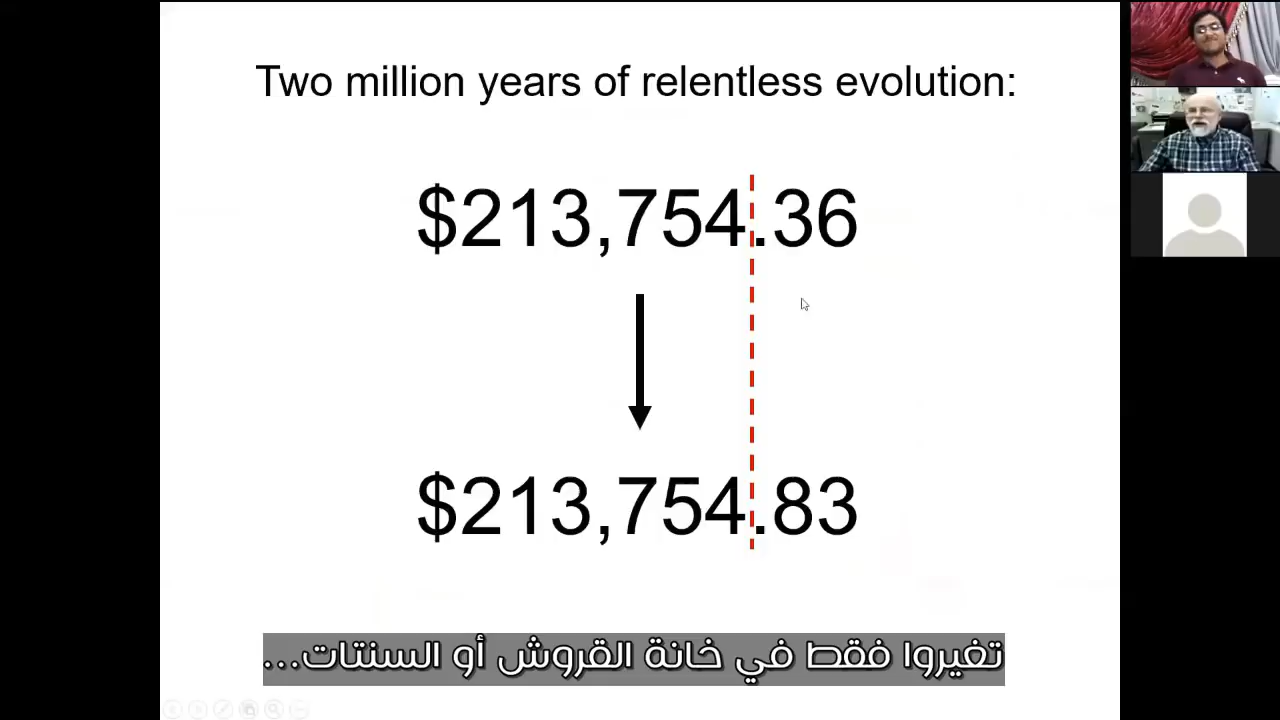 Two million years of relentless evolution:
$213,754.36
$213,754.83
تغيروا فقط في خانة القروش أو السنتات...